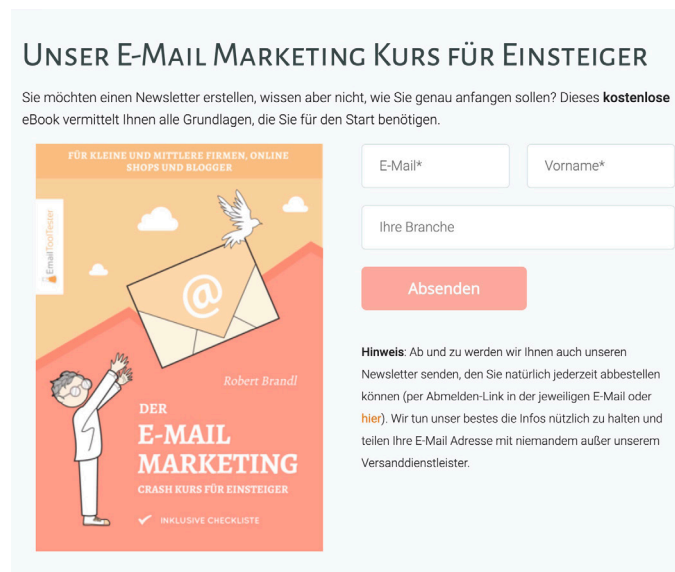 Unser E-Mail Marketing Kurs für Einsteiger
Sie möchten einen Newsletter erstellen, wissen aber nicht, wie Sie genau anfangen sollen? Dieses kostenlose
eBook vermittelt Ihnen alle Grundlagen, die Sie für den Start benötigen.
FÜR KLEINE UND MITTLERE FIRMEN, ONLINE
SHOPS UND BLOGGER
EmailToolTester
@
Robert Brandl
DER
E-MAIL
MARKETING
CRASH KURS FÜR EINSTEIGER
INKLUSIVE CHECKLISTE
E-Mail*
Vorname*
Ihre Branche
Absenden
Hinweis: Ab und zu werden wir Ihnen auch unseren
Newsletter senden, den Sie natürlich jederzeit abbestellen
können (per Abmelden-Link in der jeweiligen E-Mail oder
hier). Wir tun unser bestes die Infos nützlich zu halten und
teilen Ihre E-Mail Adresse mit niemandem außer unserem
Versanddienstleister.